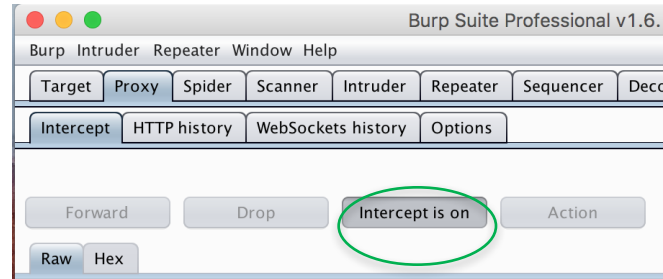 Burp Suite Professional v1.6.
Burp Intruder Repeater Window Help
Target Proxy Spider Scanner Intruder Repeater Sequencer Deco
Intercept HTTP history WebSockets history Options
Forward Drop Intercept is on Action
Raw Hex